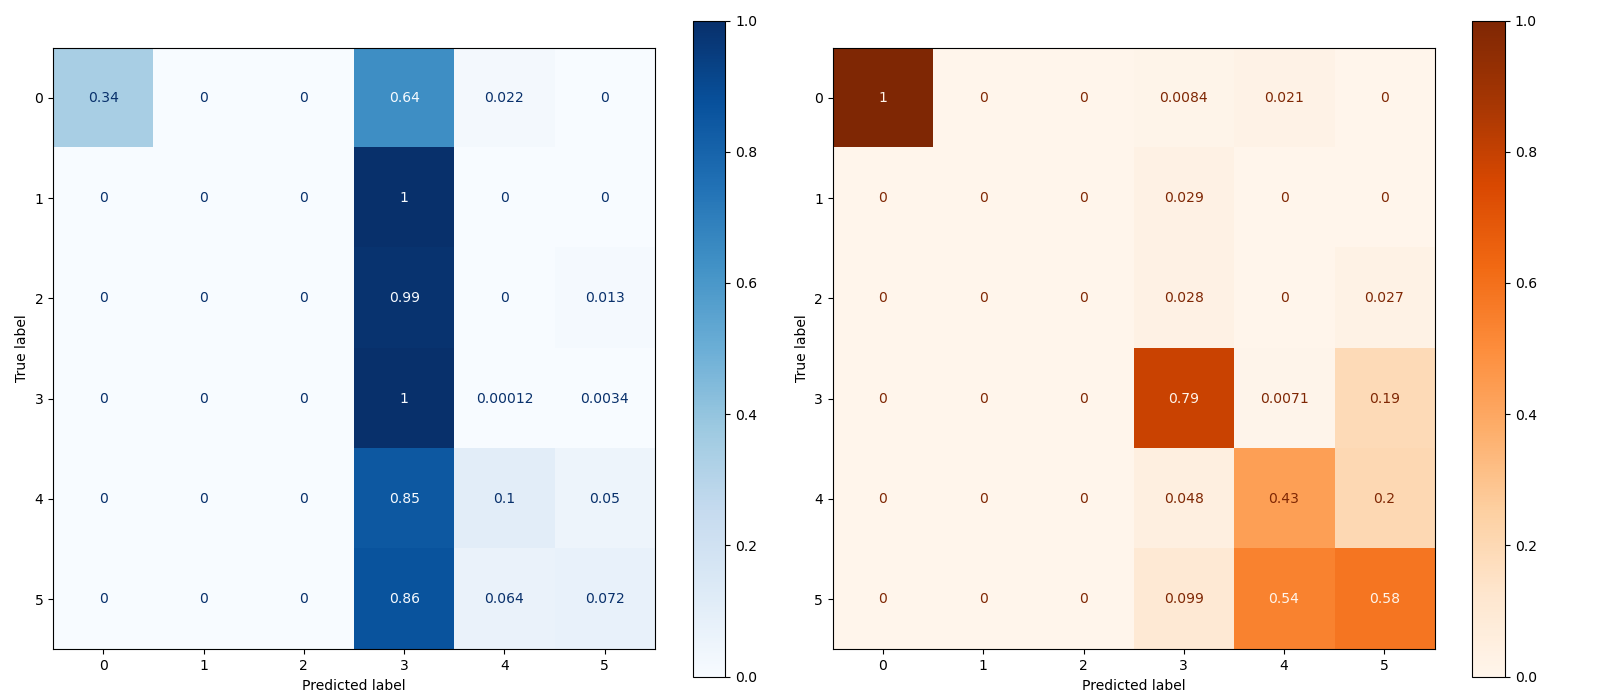 1.0
1.0
0 0.34 0 0 0.64 0.022 0
0 1 0 0 0.0084 0.021 0
0.8
0.8
1 0 0 0 1 0 0
1 0 0 0 0.029 0 0
0.6
0.6
2 0 0 0 0.99 0 0.013
2 0 0 0 0.028 0 0.027
True label
True label
3 0 0 0 1 0.00012 0.0034
3 0 0 0 0.79 0.0071 0.19
0.4
0.4
4 0 0 0 0.85 0.1 0.05
4 0 0 0 0.048 0.43 0.2
0.2
0.2
5 0 0 0 0.86 0.064 0.072
5 0 0 0 0.099 0.54 0.58
0.0
0.0
0 1 2 3 4 5
0 1 2 3 4 5
Predicted label
Predicted label